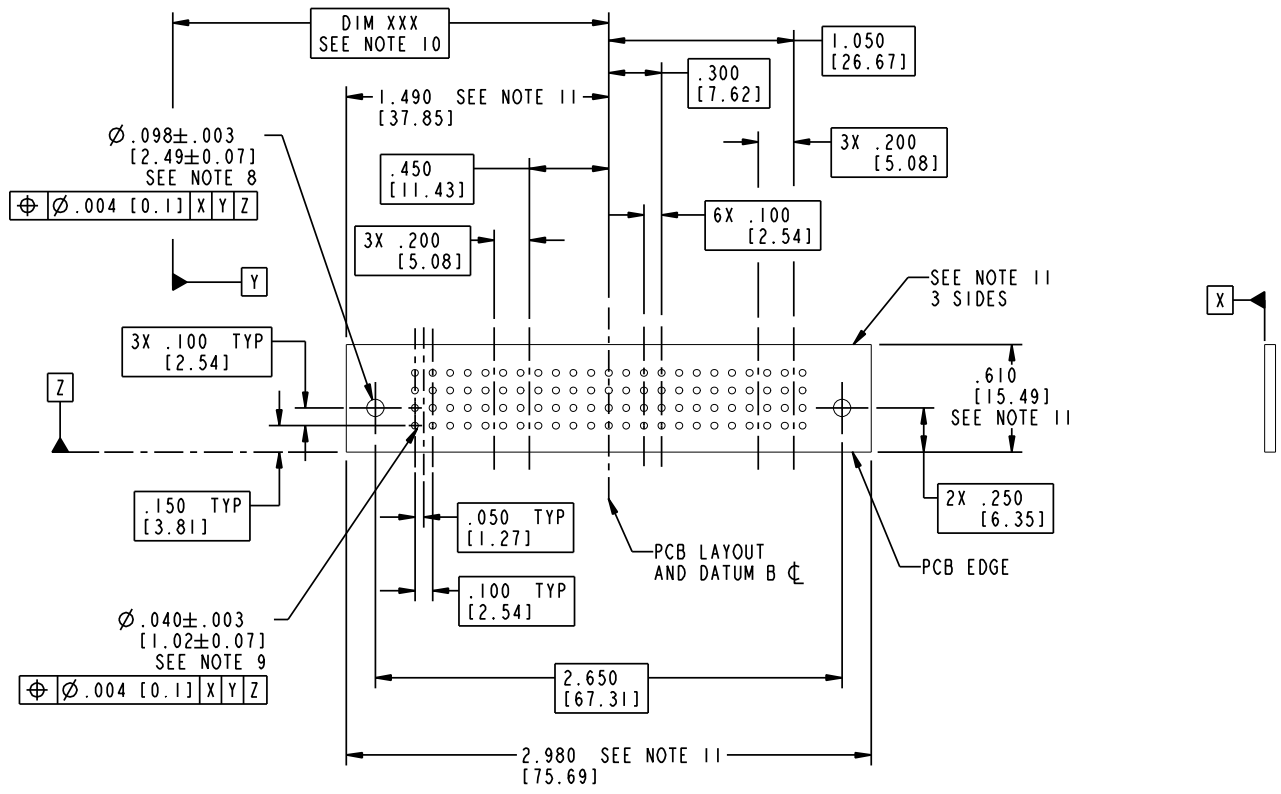 DIM XXX
SEE NOTE 10
1.050
[26.67]
.300
[7.62]
1.490 SEE NOTE 11
[37.85]
Ø.098±.003
[2.49±0.07]
SEE NOTE 8
⌖ Ø.004 [0.1] X Y Z
3X .200
[5.08]
.450
[11.43]
6X .100
[2.54]
3X .200
[5.08]
Y
SEE NOTE 11
3 SIDES
X
3X .100 TYP
[2.54]
Z
.610
[15.49]
SEE NOTE 11
.150 TYP
[3.81]
.050 TYP
[1.27]
2X .250
[6.35]
PCB LAYOUT
AND DATUM B ℄
PCB EDGE
.100 TYP
[2.54]
Ø.040±.003
[1.02±0.07]
SEE NOTE 9
⌖ Ø.004 [0.1] X Y Z
2.650
[67.31]
2.980 SEE NOTE 11
[75.69]